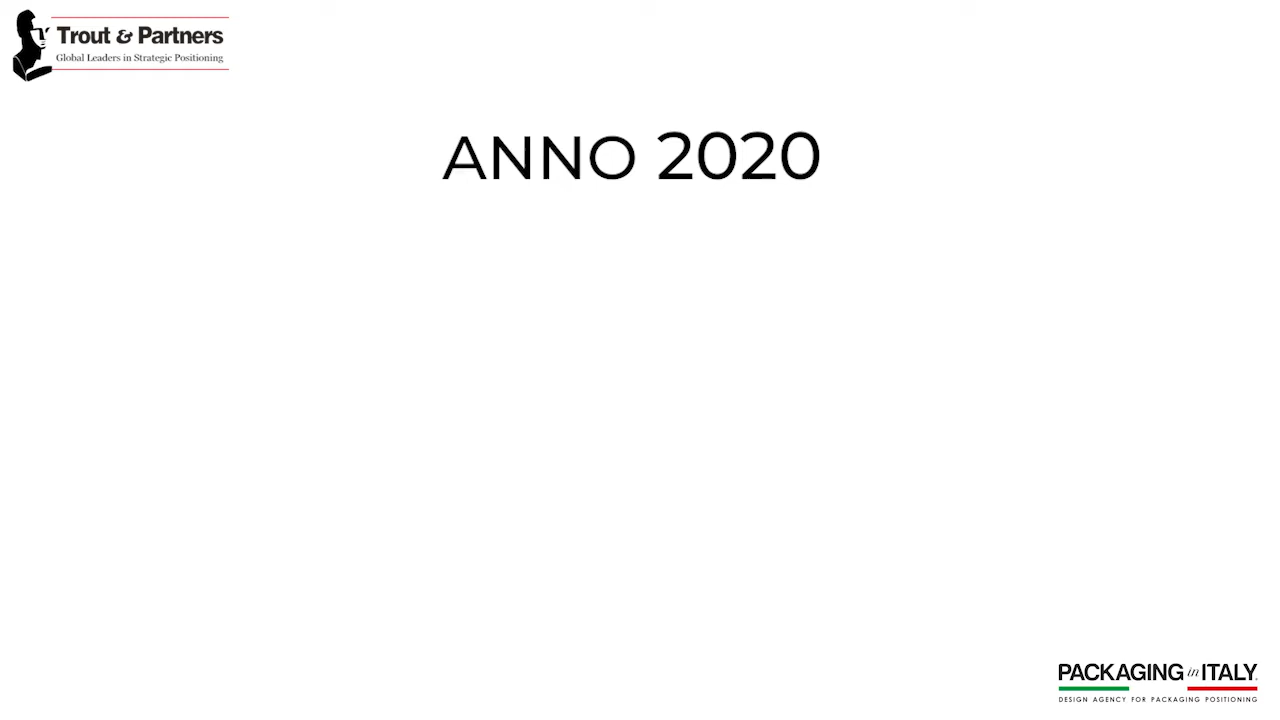 Trout & Partners
Global Leaders in Strategic Positioning
ANNO 2020
PACKAGING in ITALY
DESIGN AGENCY FOR PACKAGING POSITIONING